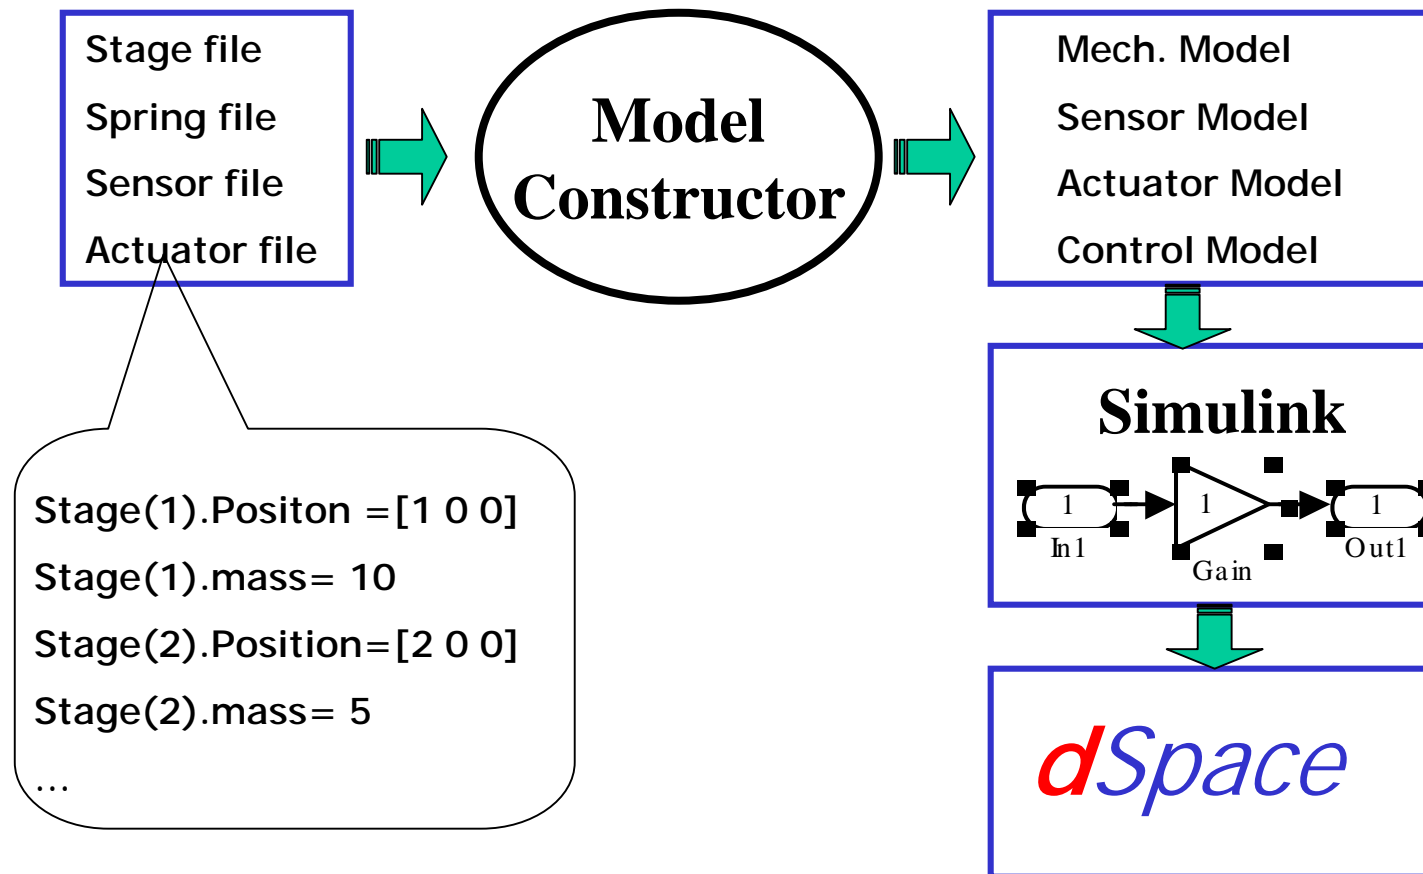 Stage file
Spring file
Sensor file
Actuator file
Model
Constructor
Mech. Model
Sensor Model
Actuator Model
Control Model
Stage(1).Positon =[1 0 0]
Stage(1).mass= 10
Stage(2).Position=[2 0 0]
Stage(2).mass= 5
...
Simulink
1
In1
1
Gain
1
Out1
dSpace